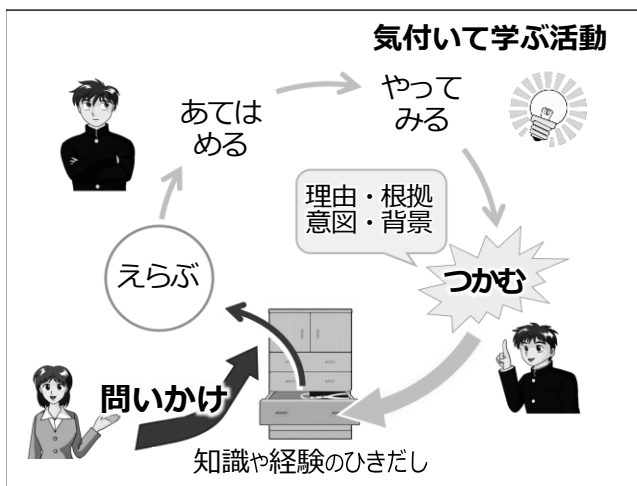 気付いて学ぶ活動
あては
める
やって
みる
理由・根拠
意図・背景
つかむ
えらぶ
問いかけ
知識や経験のひきだし